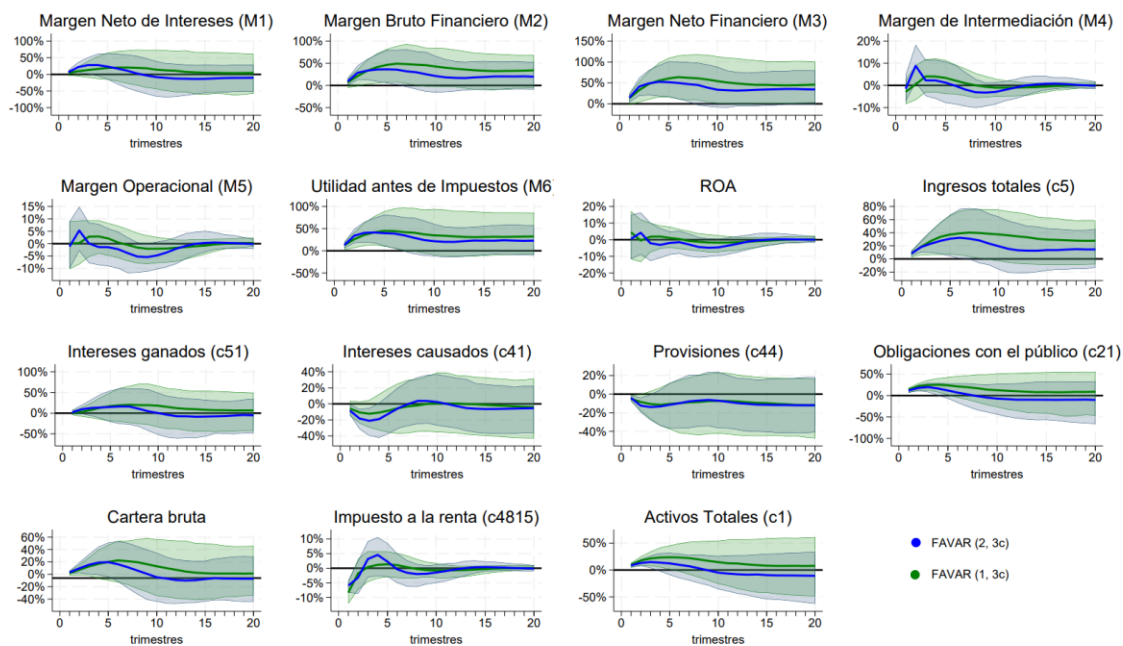 Margen Neto de Intereses (M1)
100%
50%
0%
-50%
-100%
0 5 10 15 20
trimestres
Margen Bruto Financiero (M2)
100%
50%
0%
-50%
0 5 10 15 20
trimestres
Margen Neto Financiero (M3)
150%
100%
50%
0%
0 5 10 15 20
trimestres
Margen de Intermediación (M4)
20%
10%
0%
-10%
0 5 10 15 20
trimestres
Margen Operacional (M5)
15%
10%
5%
0%
-5%
-10%
0 5 10 15 20
trimestres
Utilidad antes de Impuestos (M6)
100%
50%
0%
-50%
0 5 10 15 20
trimestres
ROA
20%
10%
0%
-10%
-20%
0 5 10 15 20
trimestres
Ingresos totales (c5)
80%
60%
40%
20%
0%
-20%
0 5 10 15 20
trimestres
Intereses ganados (c51)
100%
50%
0%
-50%
0 5 10 15 20
trimestres
Intereses causados (c41)
40%
20%
0%
-20%
-40%
0 5 10 15 20
trimestres
Provisiones (c44)
20%
0%
-20%
-40%
0 5 10 15 20
trimestres
Obligaciones con el público (c21)
50%
0%
-50%
-100%
0 5 10 15 20
trimestres
Cartera bruta
60%
40%
20%
0%
-20%
-40%
0 5 10 15 20
trimestres
Impuesto a la renta (c4815)
10%
5%
0%
-5%
-10%
0 5 10 15 20
trimestres
Activos Totales (c1)
50%
0%
-50%
0 5 10 15 20
trimestres
FAVAR (2, 3c)
FAVAR (1, 3c)